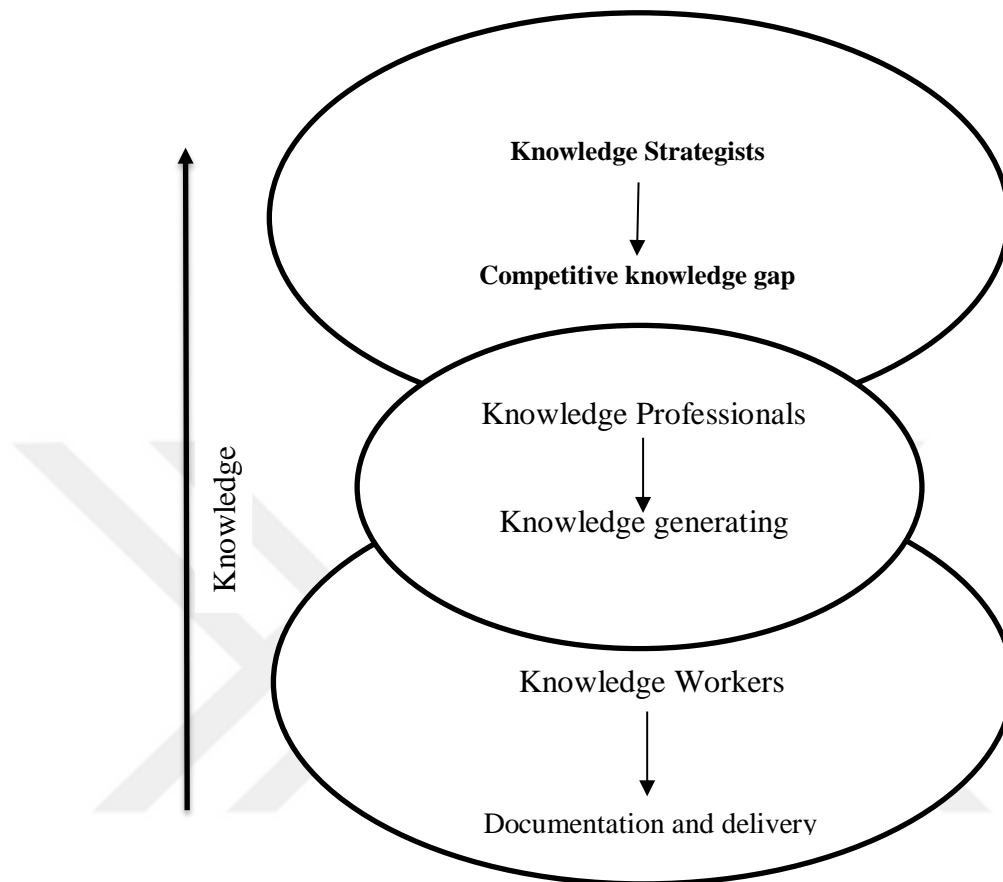 Knowledge Strategists
Competitive knowledge gap
Knowledge Professionals
Knowledge generating
Knowledge
Knowledge Workers
Documentation and delivery